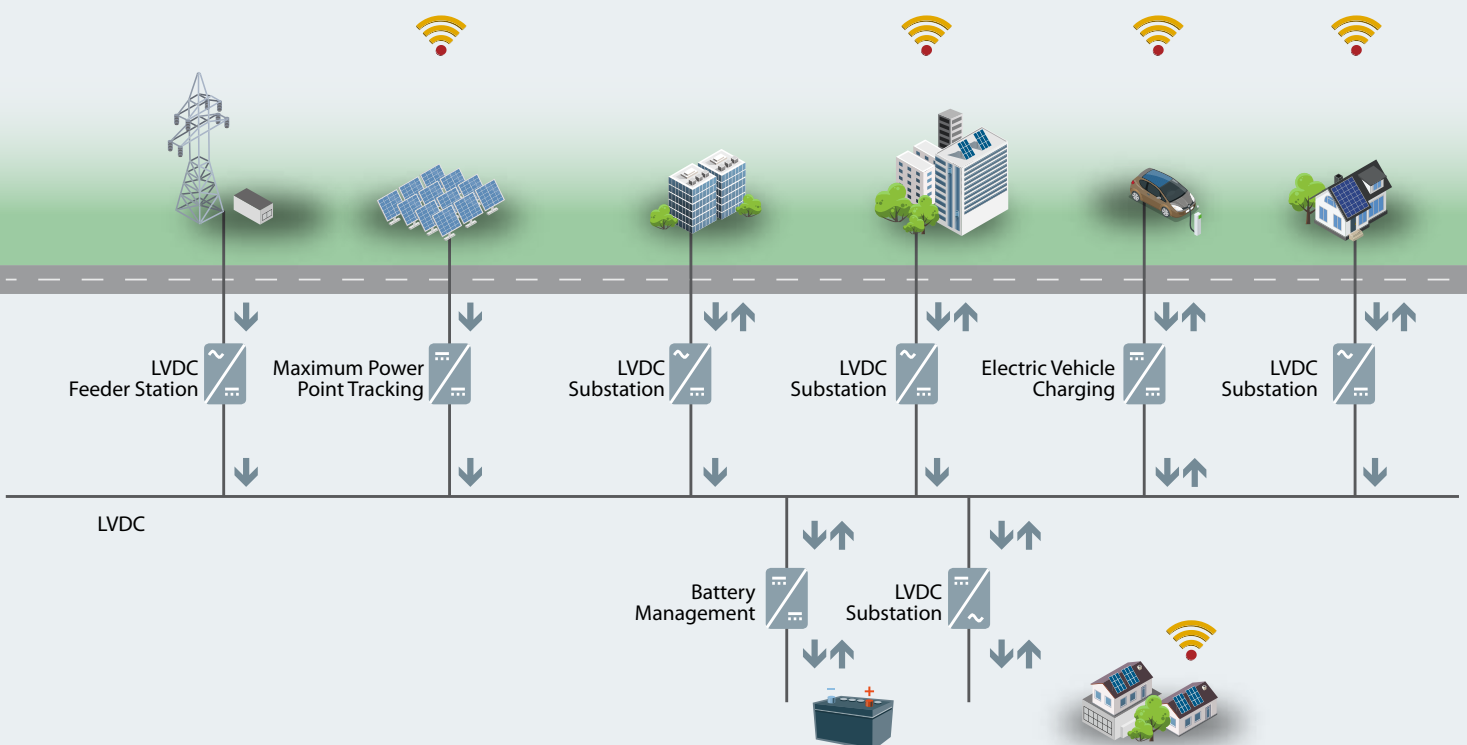 LVDC
Feeder Station
Maximum Power
Point Tracking
LVDC
Substation
LVDC
Substation
Electric Vehicle
Charging
LVDC
Substation
LVDC
Battery
Management
LVDC
Substation